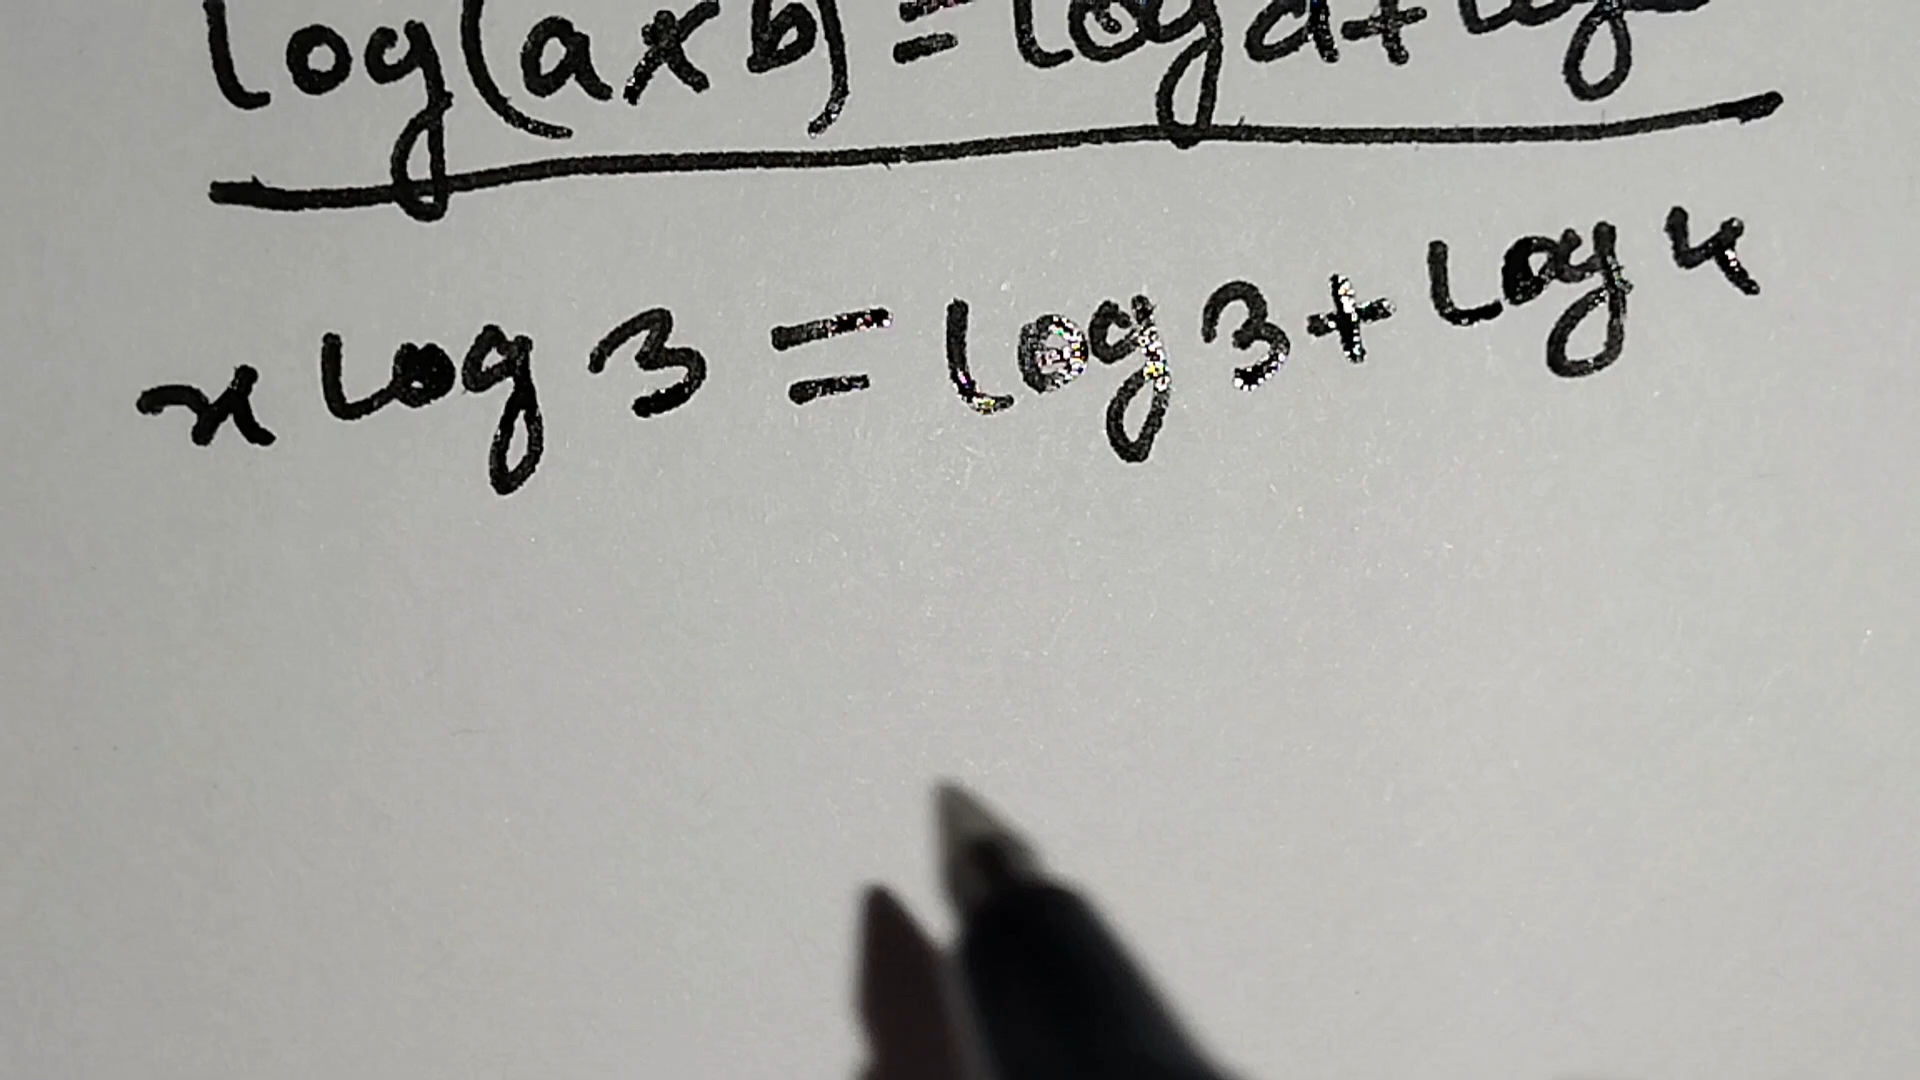 log(a×b) = log a + log
x log 3 = log 3 + log 4